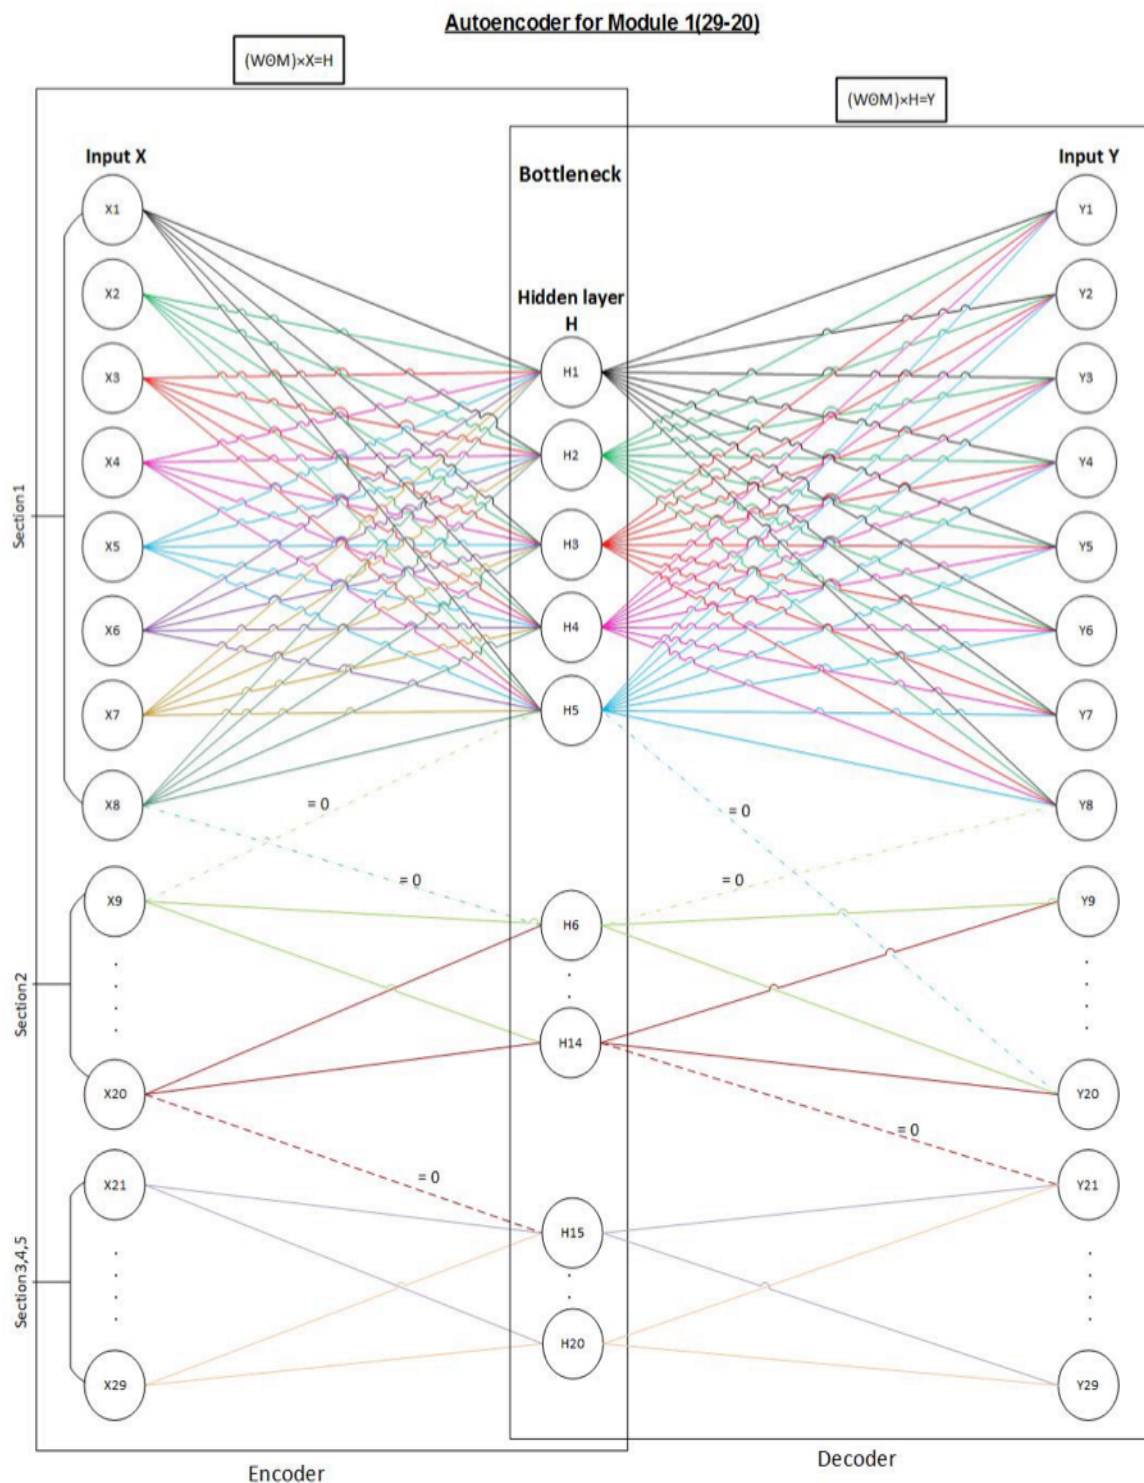 Autoencoder for Module 1(29-20)
(WΘM)×X=H
(WΘM)×H=Y
Input X
Bottleneck
Input Y
Hidden layer
H
X1
X2
X3
X4
X5
X6
X7
X8
X9
X20
X21
X29
H1
H2
H3
H4
H5
H6
H14
H15
H20
Y1
Y2
Y3
Y4
Y5
Y6
Y7
Y8
Y9
Y20
Y21
Y29
Section1
Section2
Section3,4,5
= 0
= 0
= 0
= 0
= 0
= 0
Encoder
Decoder